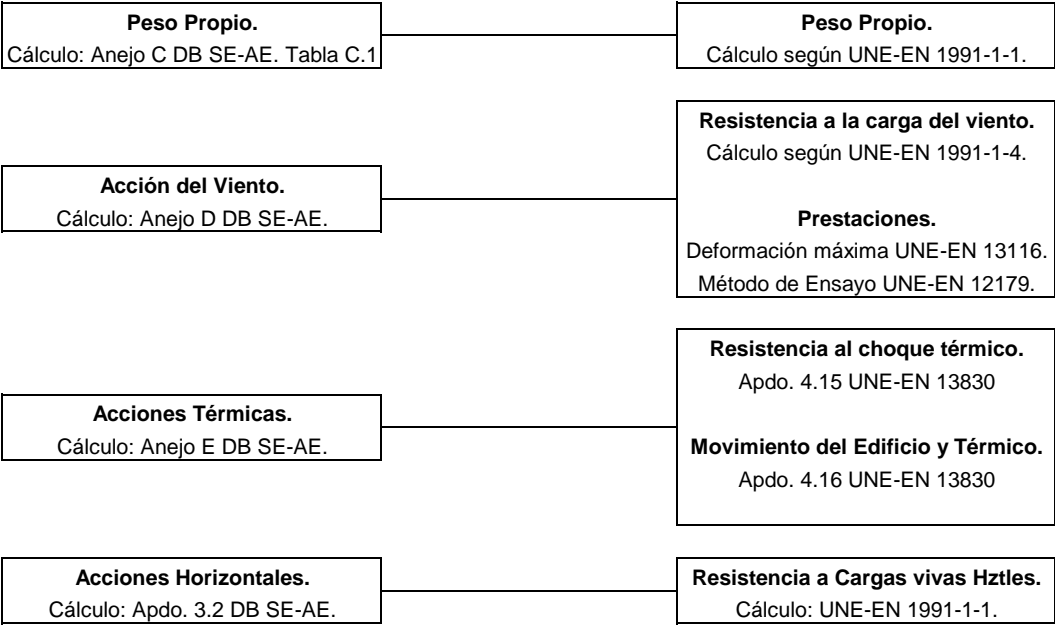 Peso Propio.
Cálculo: Anejo C DB SE-AE. Tabla C.1
Peso Propio.
Cálculo según UNE-EN 1991-1-1.
Acción del Viento.
Cálculo: Anejo D DB SE-AE.
Resistencia a la carga del viento.
Cálculo según UNE-EN 1991-1-4.
Prestaciones.
Deformación máxima UNE-EN 13116.
Método de Ensayo UNE-EN 12179.
Acciones Térmicas.
Cálculo: Anejo E DB SE-AE.
Resistencia al choque térmico.
Apdo. 4.15 UNE-EN 13830
Movimiento del Edificio y Térmico.
Apdo. 4.16 UNE-EN 13830
Acciones Horizontales.
Cálculo: Apdo. 3.2 DB SE-AE.
Resistencia a Cargas vivas Hztles.
Cálculo: UNE-EN 1991-1-1.